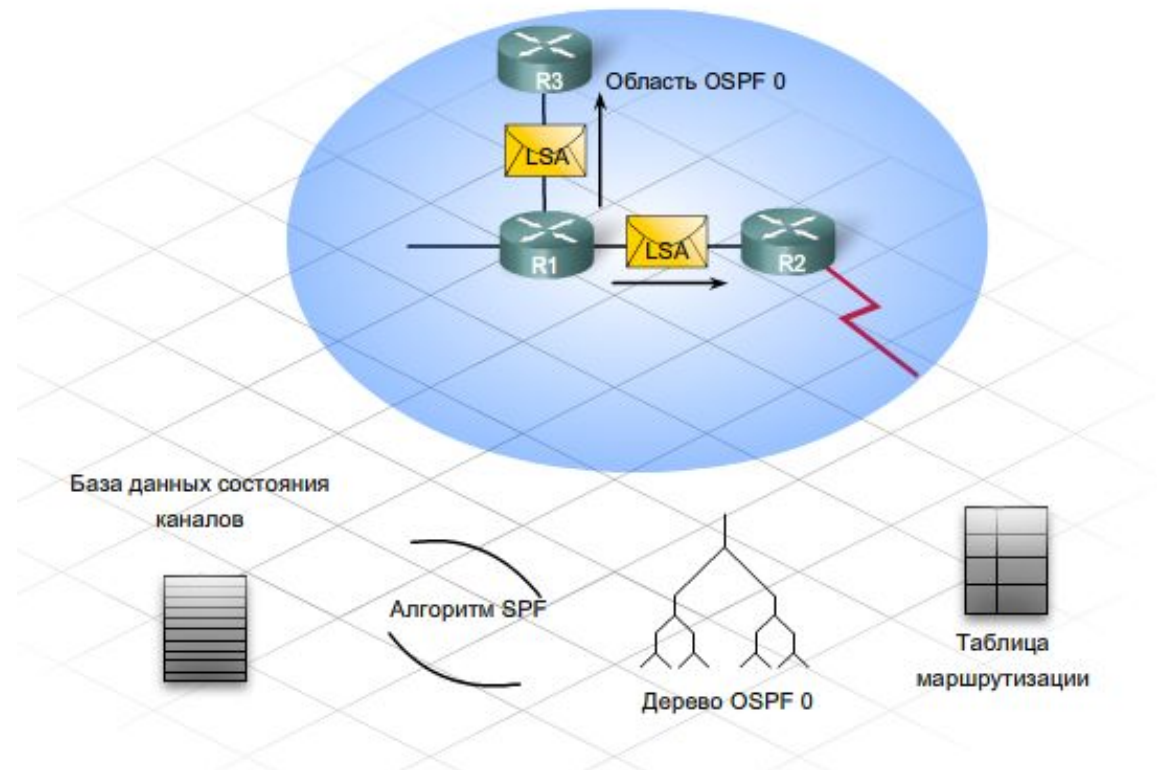 R3
Область OSPF 0
LSA
R1
LSA
R2
База данных состояния
каналов
Алгоритм SPF
Дерево OSPF 0
Таблица
маршрутизации